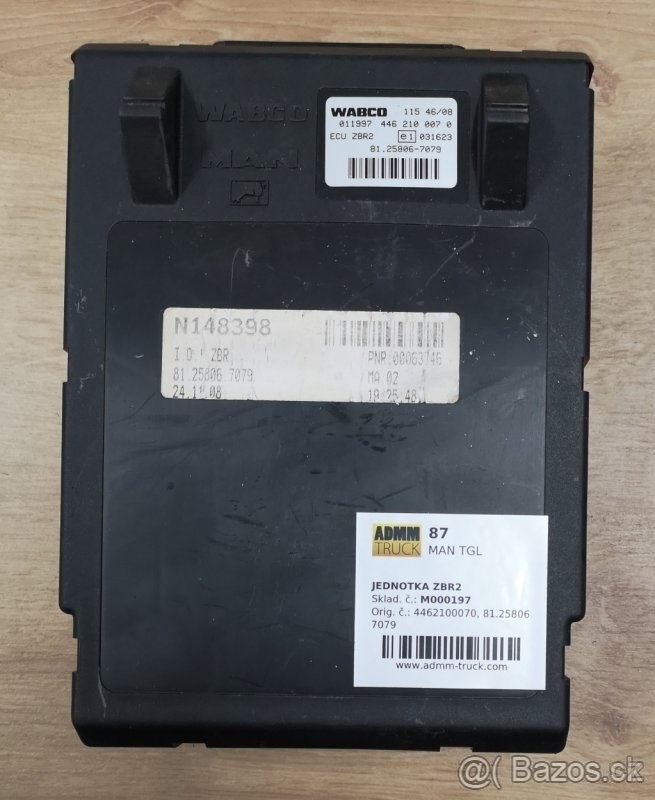 WABCO
MAN
WABCO 115 46/08
011997 446 210 007 0
ECU ZBR2 e1 031623
81.25806-7079
N148398
I.O ZBR PNR.00063746
81.25806.7079 MA 02
24.11.08 18:25:48
ADMM TRUCK
87
MAN TGL
JEDNOTKA ZBR2
Sklad. č.: M000197
Orig. č.: 4462100070, 81.25806
7079
www.admm-truck.com
@( Bazos.sk